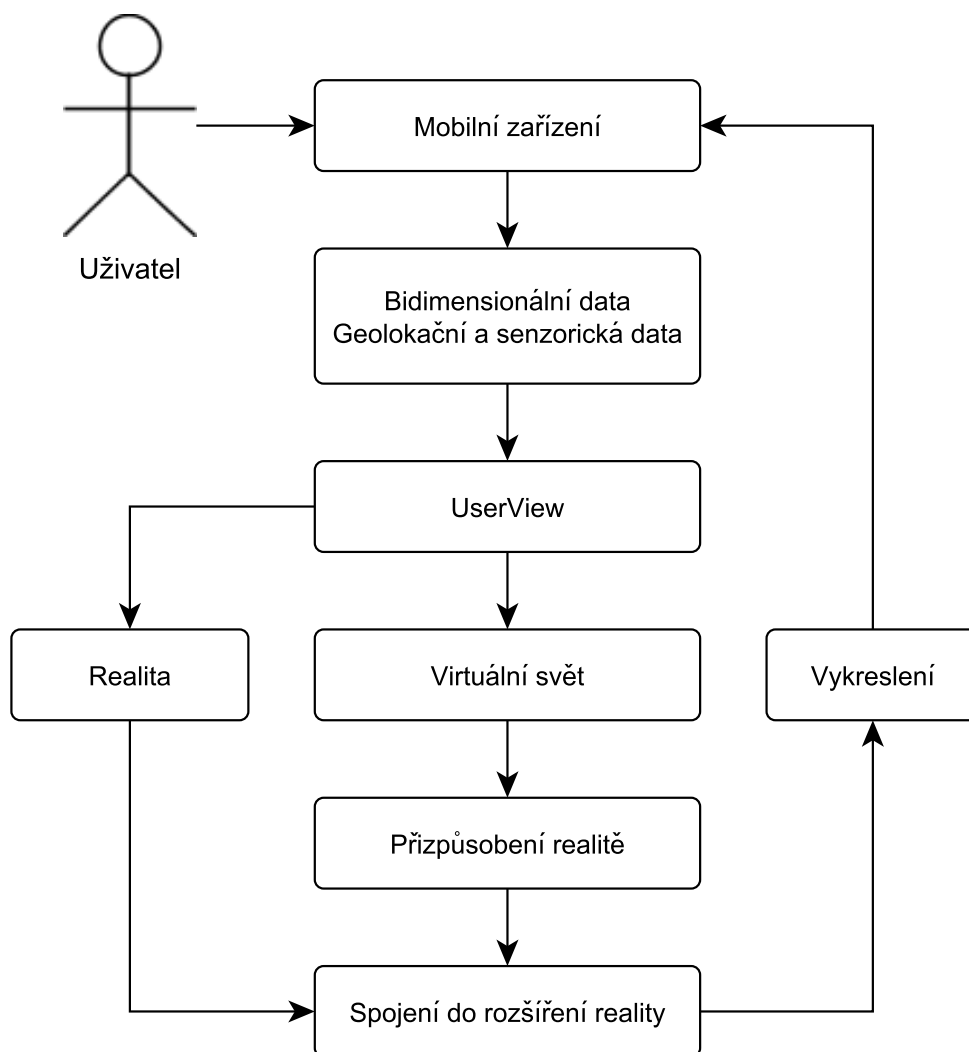 Mobilní zařízení
Uživatel
Bidimensionální data
Geolokační a senzorická data
UserView
Realita
Virtuální svět
Vykreslení
Přizpůsobení realitě
Spojení do rozšíření reality